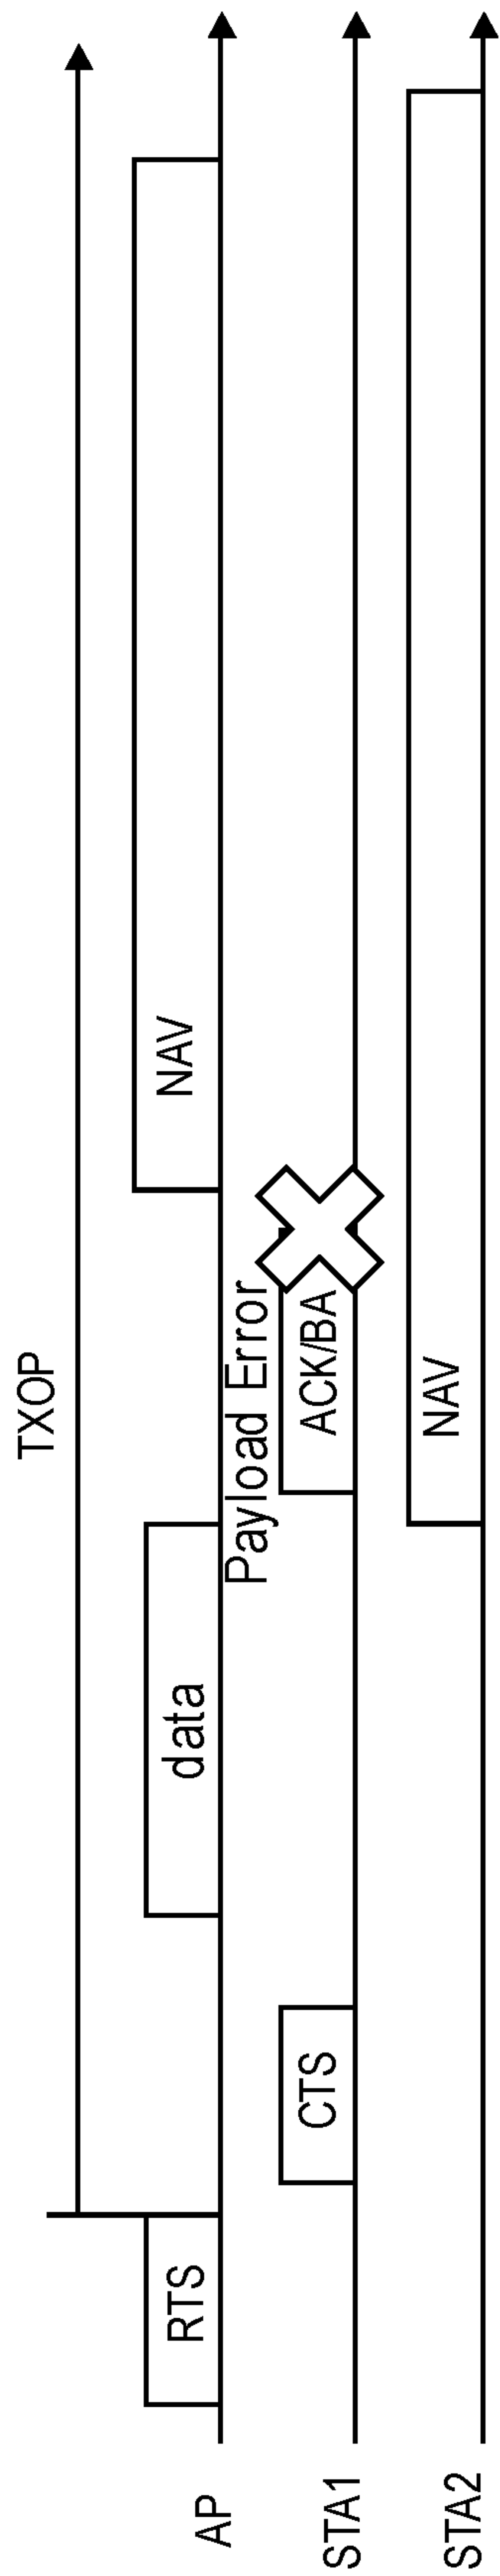 TXOP
AP
RTS
data
NAV
Payload Error
STA1
CTS
ACK/BA
STA2
NAV